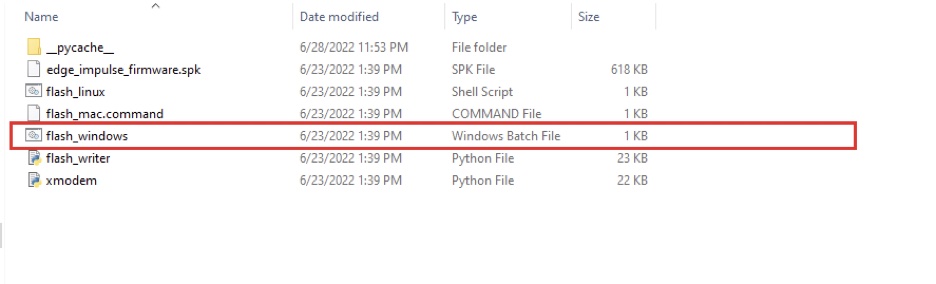 Name Date modified Type Size
__pycache__ 6/28/2022 11:53 PM File folder
edge_impulse_firmware.spk 6/23/2022 1:39 PM SPK File 618 KB
flash_linux 6/23/2022 1:39 PM Shell Script 1 KB
flash_mac.command 6/23/2022 1:39 PM COMMAND File 1 KB
flash_windows 6/23/2022 1:39 PM Windows Batch File 1 KB
flash_writer 6/23/2022 1:39 PM Python File 23 KB
xmodem 6/23/2022 1:39 PM Python File 22 KB